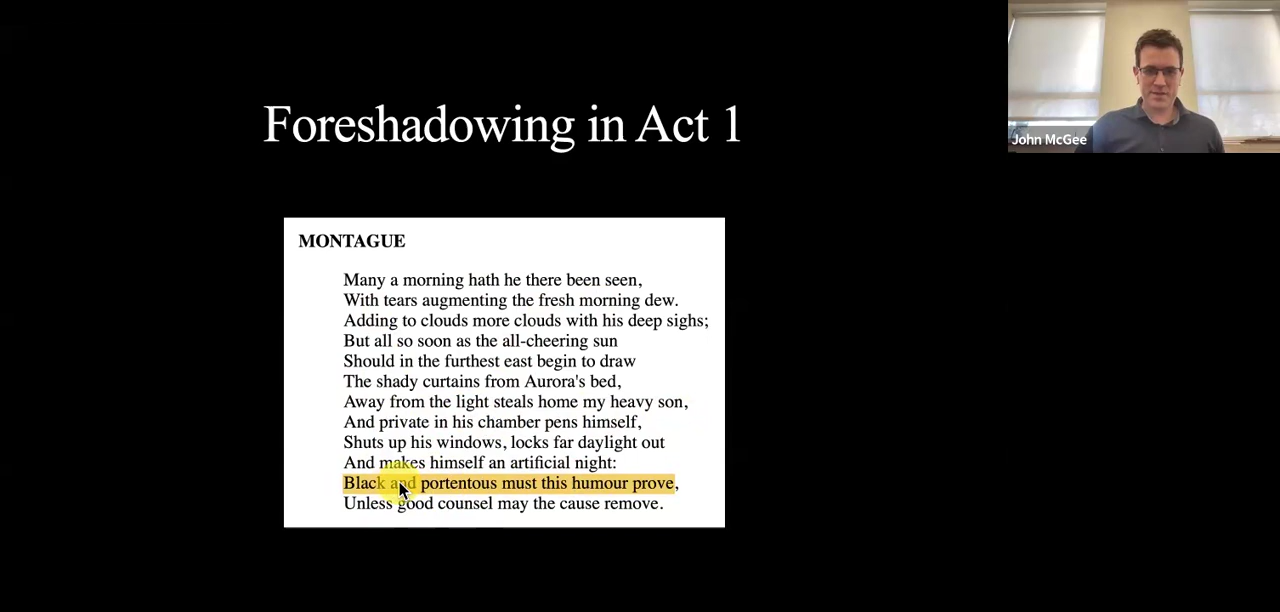 Foreshadowing in Act 1
John McGee
MONTAGUE
Many a morning hath he there been seen,
With tears augmenting the fresh morning dew.
Adding to clouds more clouds with his deep sighs;
But all so soon as the all-cheering sun
Should in the furthest east begin to draw
The shady curtains from Aurora's bed,
Away from the light steals home my heavy son,
And private in his chamber pens himself,
Shuts up his windows, locks far daylight out
And makes himself an artificial night:
Black and portentous must this humour prove,
Unless good counsel may the cause remove.